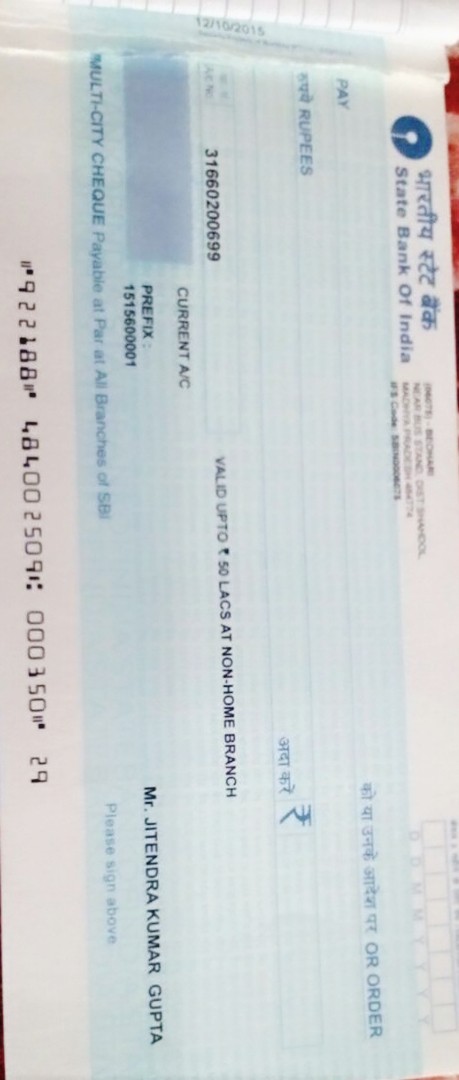 भारतीय स्टेट बैंक
State Bank Of India
(06075) - BEOHARI
NEAR BUS STAND, DIST SHAHDOL,
MADHYA PRADESH 484774
IFS Code: SBIN0006075
D D M M Y Y Y Y
PAY
को या उनके आदेश पर OR ORDER
रुपये RUPEES
अदा करें ₹
12/10/2015
A/c No.
31660200699
VALID UPTO ₹ 50 LACS AT NON-HOME BRANCH
CURRENT A/C
PREFIX :
1515600001
Mr. JITENDRA KUMAR GUPTA
MULTI-CITY CHEQUE Payable at Par at All Branches of SBI
Please sign above
⑈922188⑈ 484002509⑆ 000350⑈ 29